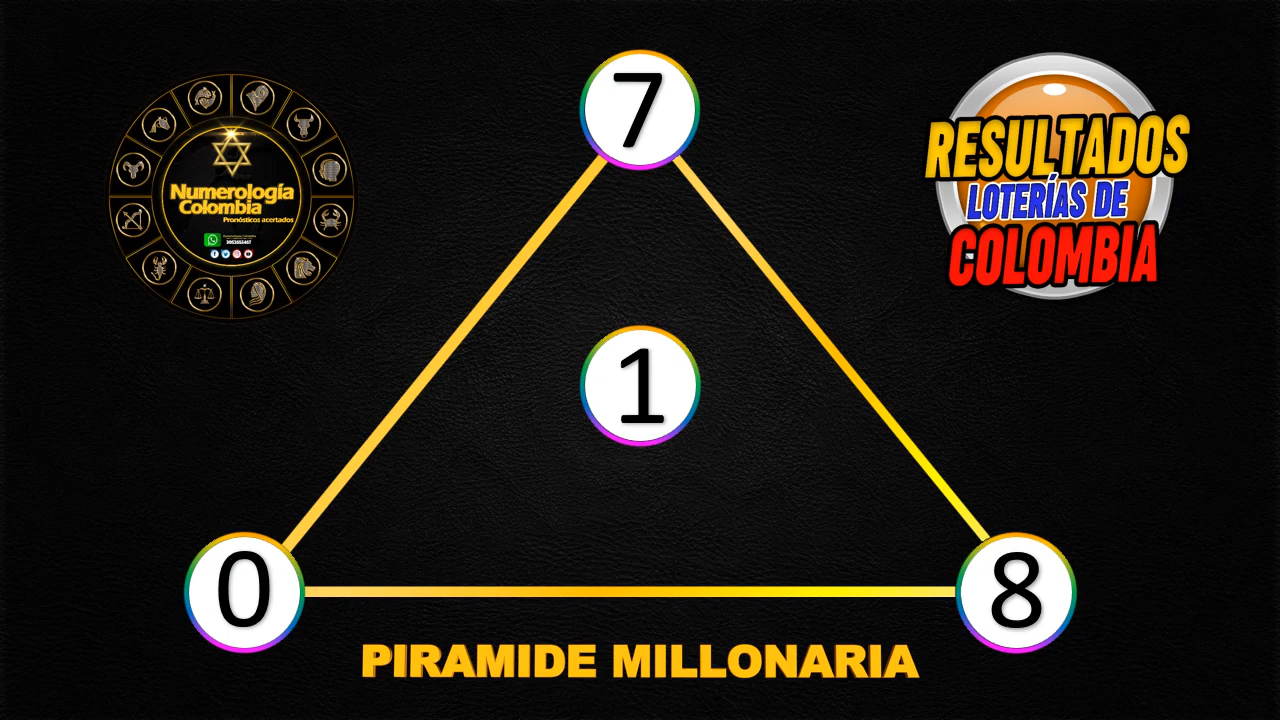 7
Numerología
Colombia
Pronósticos acertados
RESULTADOS
LOTERÍAS DE
COLOMBIA
1
0
8
PIRAMIDE MILLONARIA